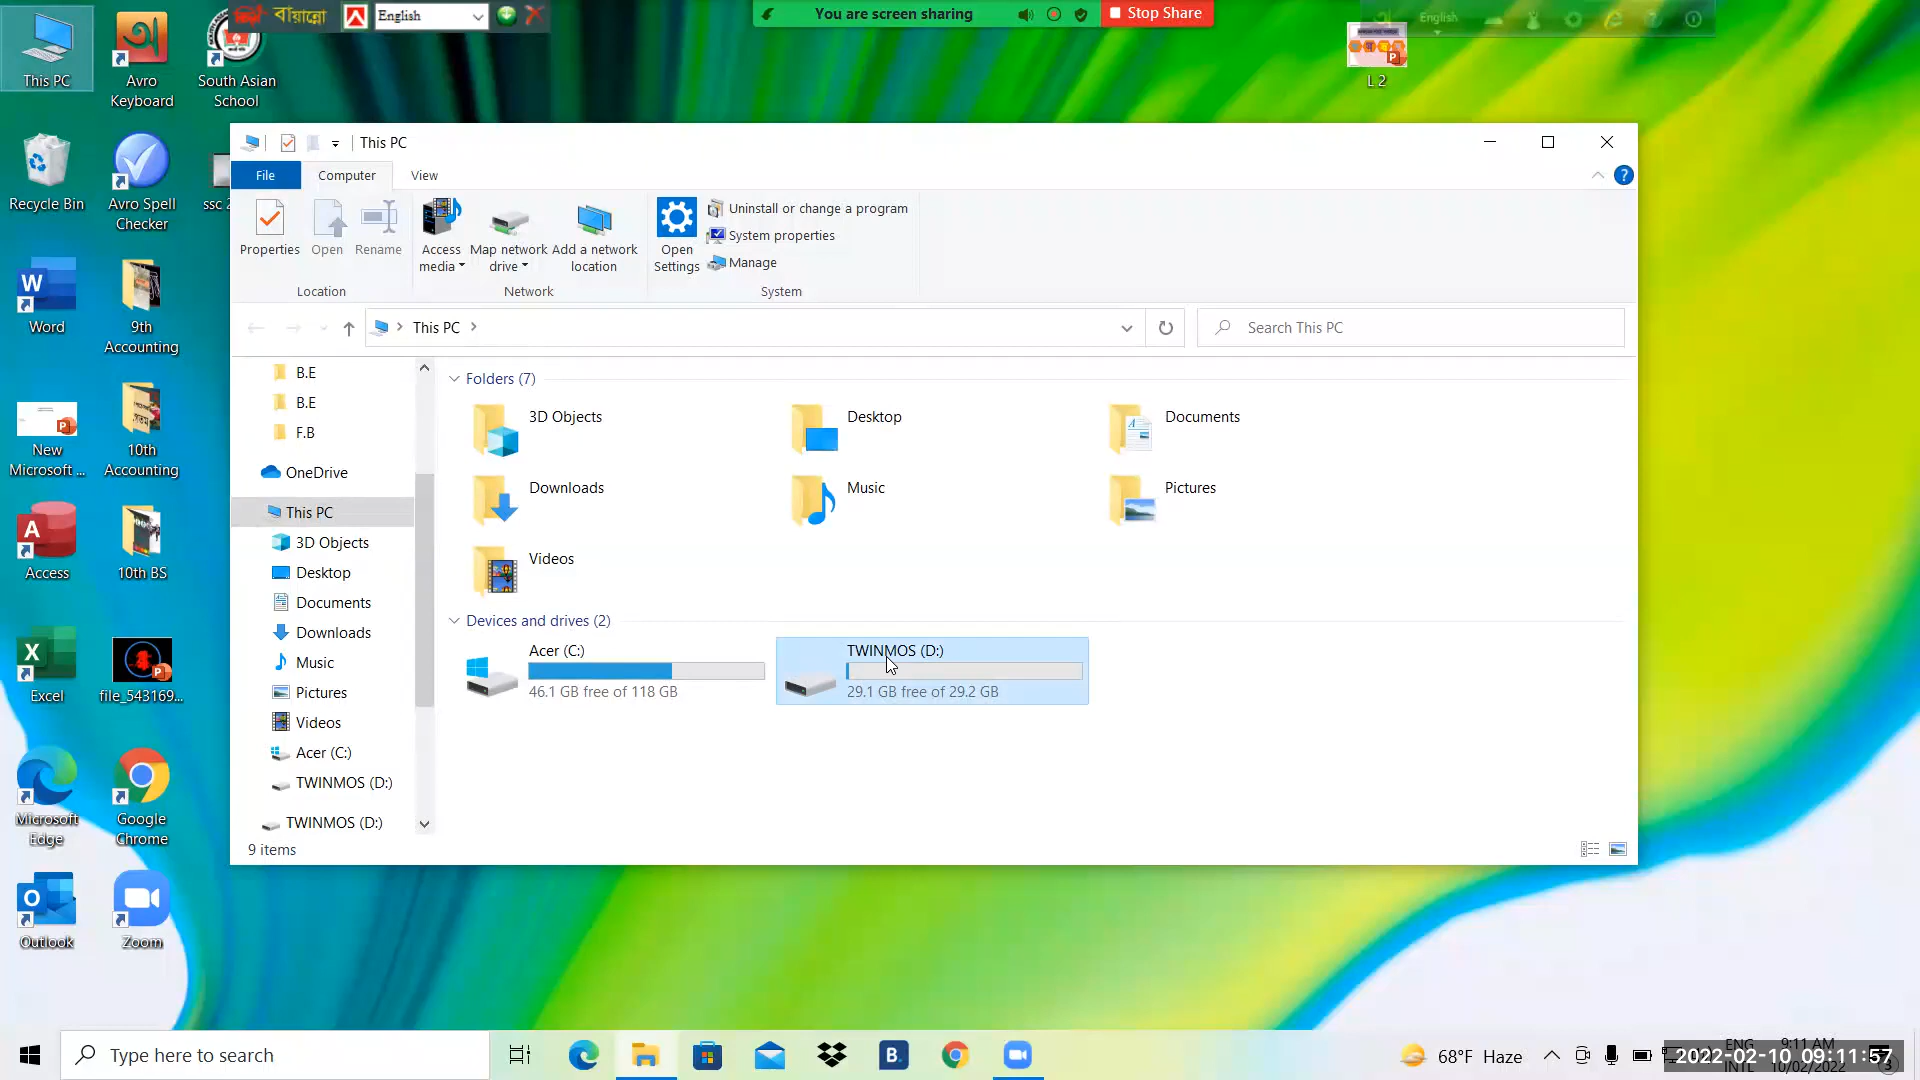 This PC
Avro
Keyboard
South Asian
School
বায়ান্নো
English
You are screen sharing
Stop Share
English
L 2
Recycle Bin
Avro Spell
Checker
ssc 2
Word
9th
Accounting
New
Microsoft ...
10th
Accounting
Access
10th BS
Excel
file_543169...
Microsoft
Edge
Google
Chrome
Outlook
Zoom
This PC
File
Computer
View
Properties
Open
Rename
Location
Access
media
Map network
drive
Add a network
location
Network
Open
Settings
Uninstall or change a program
System properties
Manage
System
This PC
Search This PC
B.E
B.E
F.B
OneDrive
This PC
3D Objects
Desktop
Documents
Downloads
Music
Pictures
Videos
Acer (C:)
TWINMOS (D:)
TWINMOS (D:)
Folders (7)
3D Objects
Desktop
Documents
Downloads
Music
Pictures
Videos
Devices and drives (2)
Acer (C:)
46.1 GB free of 118 GB
TWINMOS (D:)
29.1 GB free of 29.2 GB
9 items
Type here to search
68°F Haze
ENG
INTL
9:11 AM
10/02/2022
2022-02-10 09:11:57
3